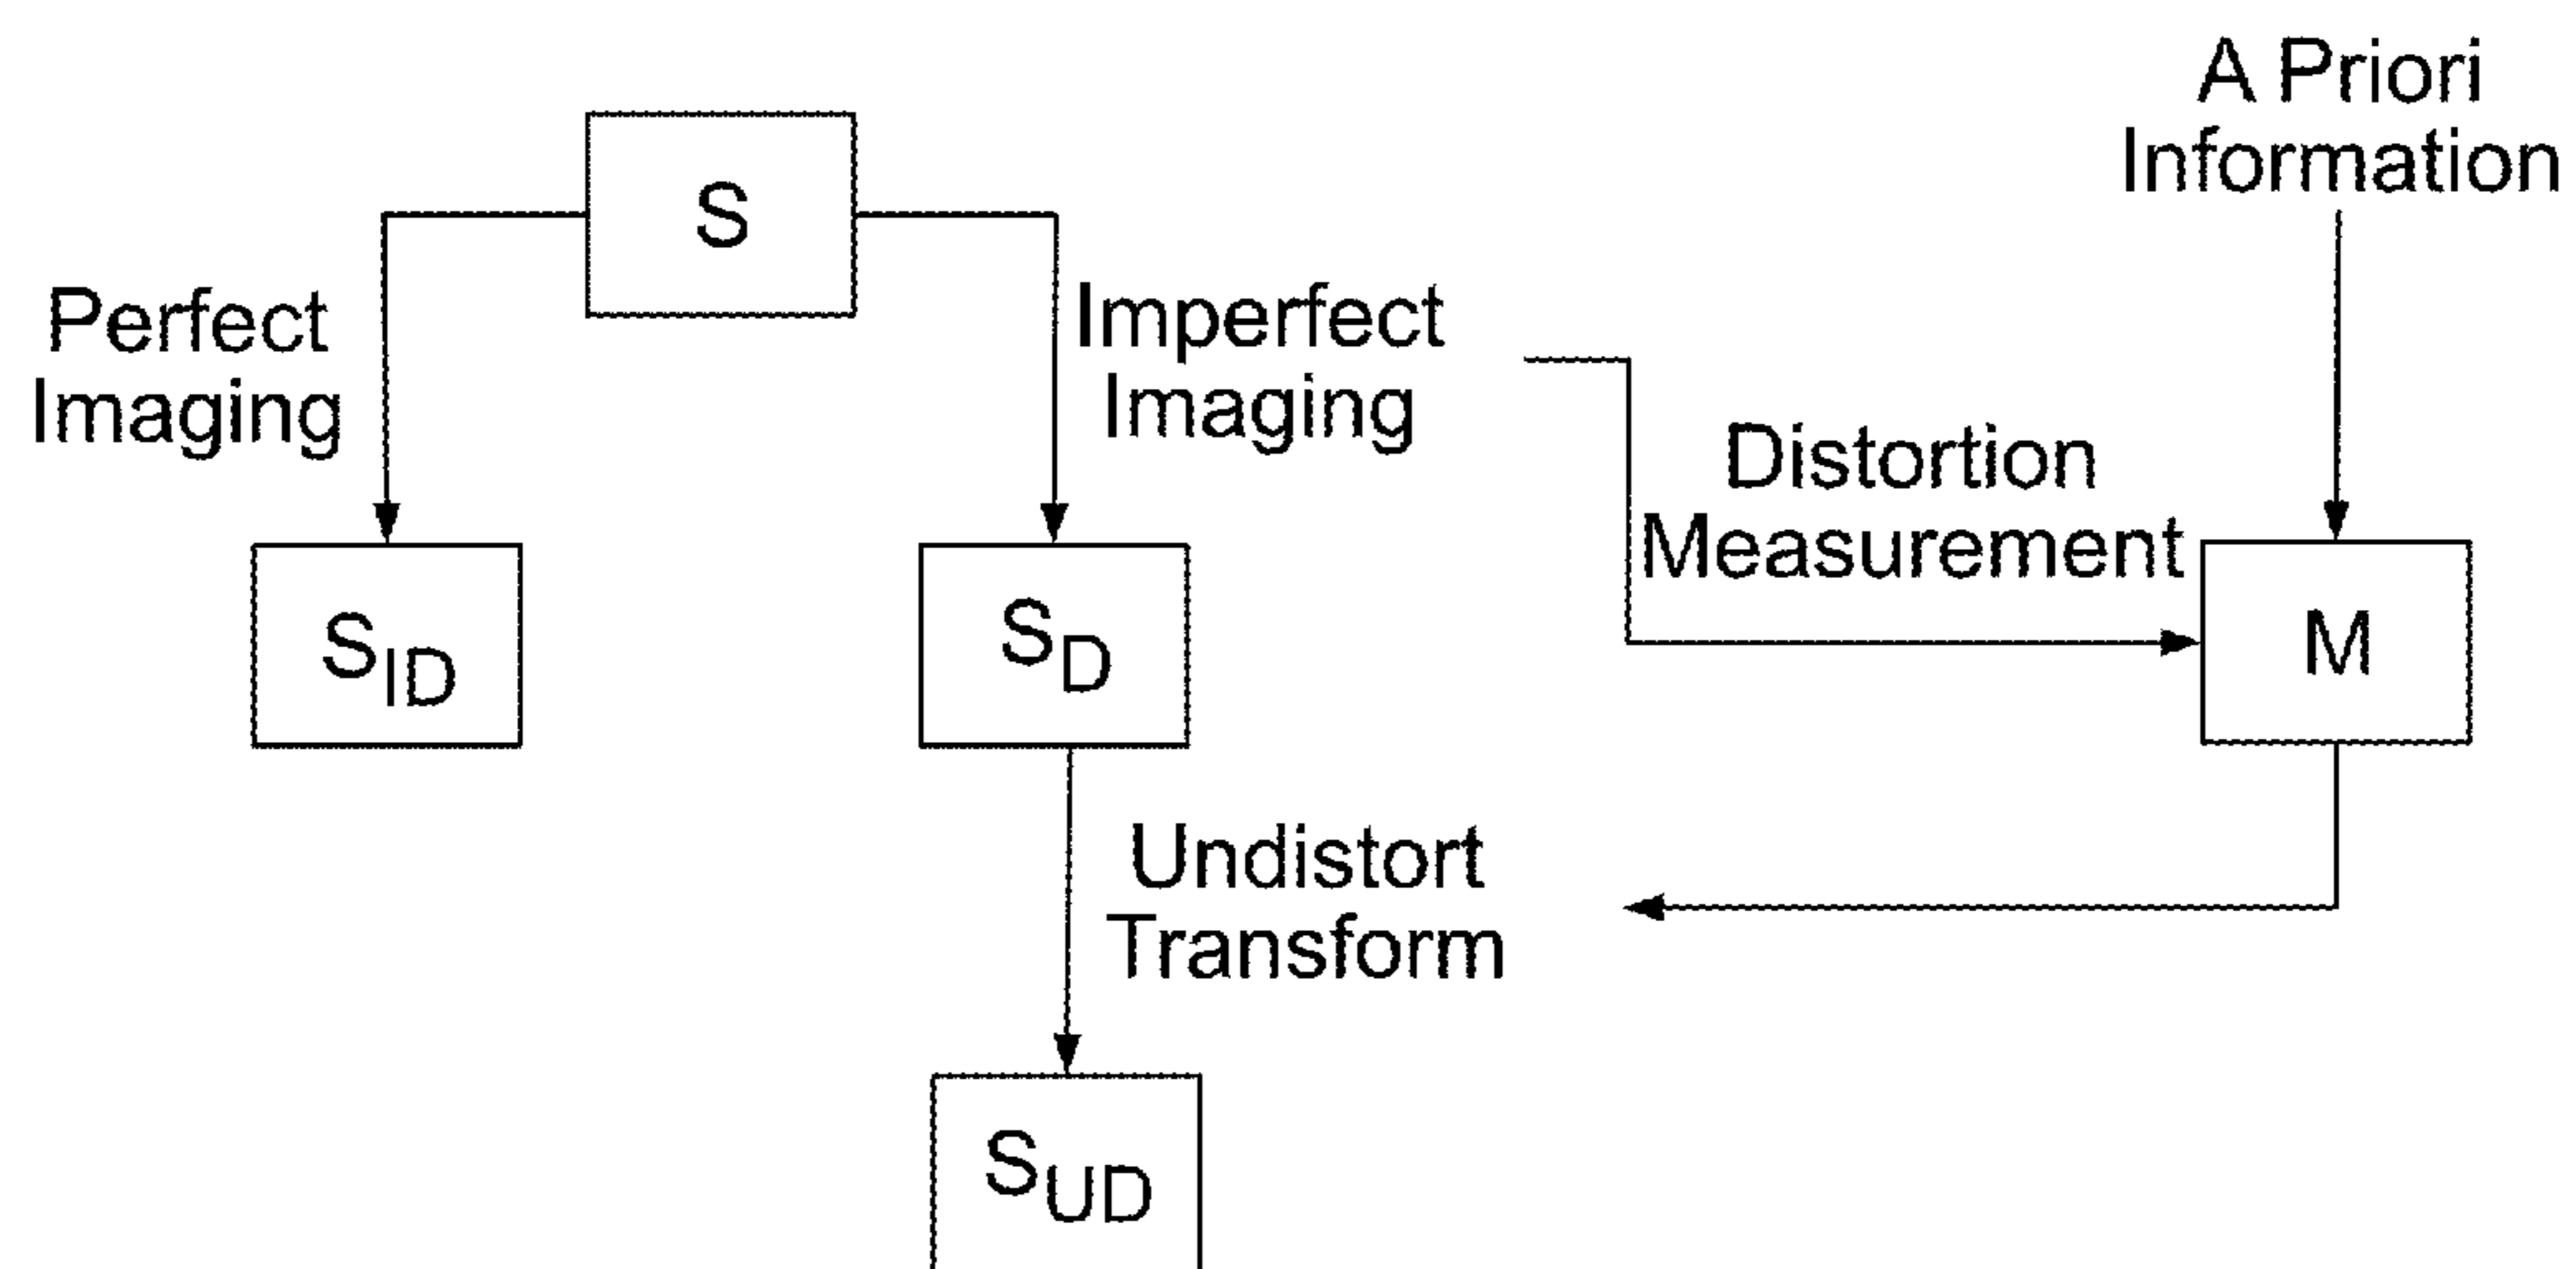 A Priori
Information
S
Perfect
Imaging
Imperfect
Imaging
Distortion
Measurement
S_ID
S_D
M
Undistort
Transform
S_UD